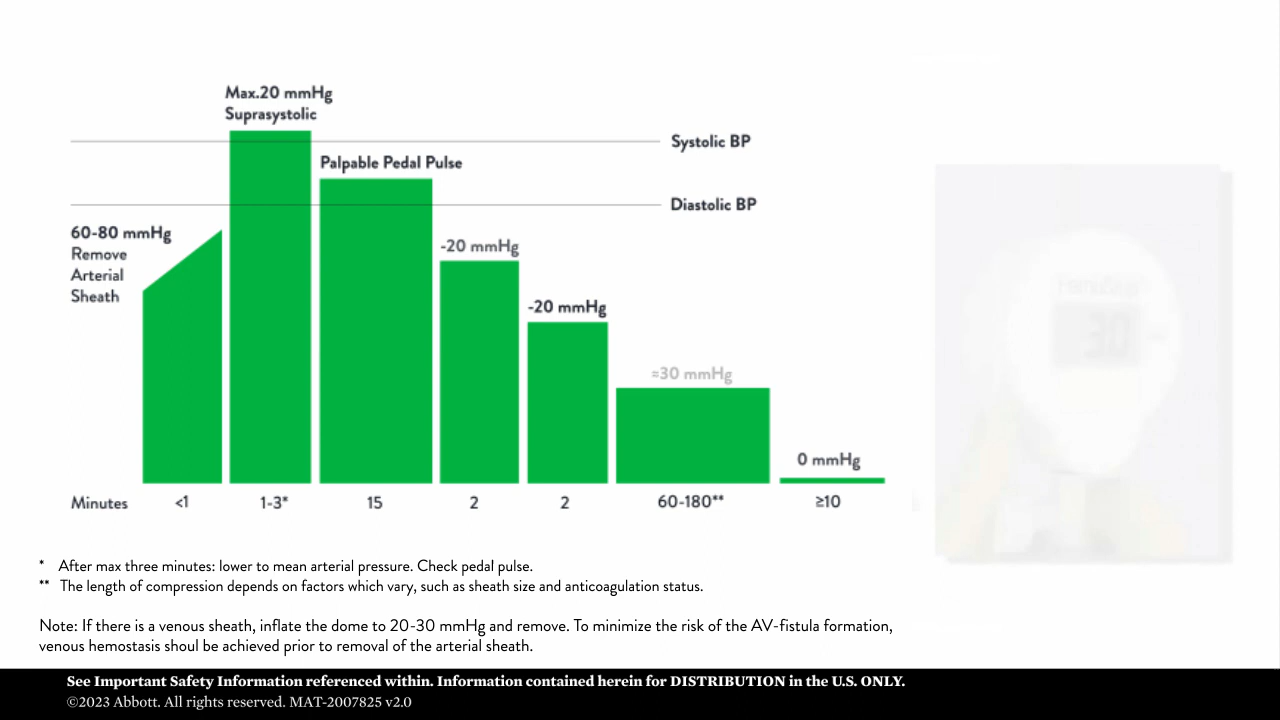 Max.20 mmHg
Suprasystolic
Systolic BP
Palpable Pedal Pulse
Diastolic BP
60-80 mmHg
Remove
Arterial
Sheath
-20 mmHg
-20 mmHg
≈30 mmHg
0 mmHg
Minutes <1 1-3* 15 2 2 60-180** ≥10
* After max three minutes: lower to mean arterial pressure. Check pedal pulse.
** The length of compression depends on factors which vary, such as sheath size and anticoagulation status.
Note: If there is a venous sheath, inflate the dome to 20-30 mmHg and remove. To minimize the risk of the AV-fistula formation,
venous hemostasis shoul be achieved prior to removal of the arterial sheath.
See Important Safety Information referenced within. Information contained herein for DISTRIBUTION in the U.S. ONLY.
©2023 Abbott. All rights reserved. MAT-2007825 v2.0